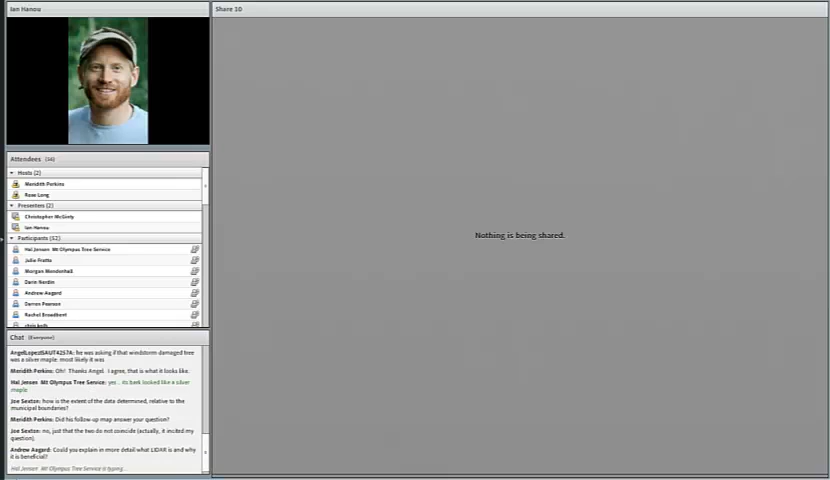 Ian Hanou
Share 10
Nothing is being shared.
Attendees (56)
Hosts (2)
Meridith Perkins
Rose Long
Presenters (2)
Christopher McGinty
Ian Hanou
Participants (52)
Hal Jensen Mt Olympus Tree Service
Julie Fratto
Morgan Mendenhall
Darin Nardin
Andrew Aagard
Darren Pearson
Rachel Broadbent
chris kolb
Chat (Everyone)
AngelLopezISAUT4257A: he was asking if that windstorm damaged tree
was a silver maple. most likely it was
Meridith Perkins: Oh! Thanks Angel. I agree, that is what it looks like.
Hal Jensen Mt Olympus Tree Service: yes .. its bark looked like a silver
maple
Joe Sexton: how is the extent of the data determined, relative to the
municipal boundaries?
Meridith Perkins: Did his follow-up map answer your question?
Joe Sexton: no, just that the two do not coincide (actually, it incited my
question).
Andrew Aagard: Could you explain in more detail what LIDAR is and why
it is beneficial?
Hal Jensen Mt Olympus Tree Service is typing...